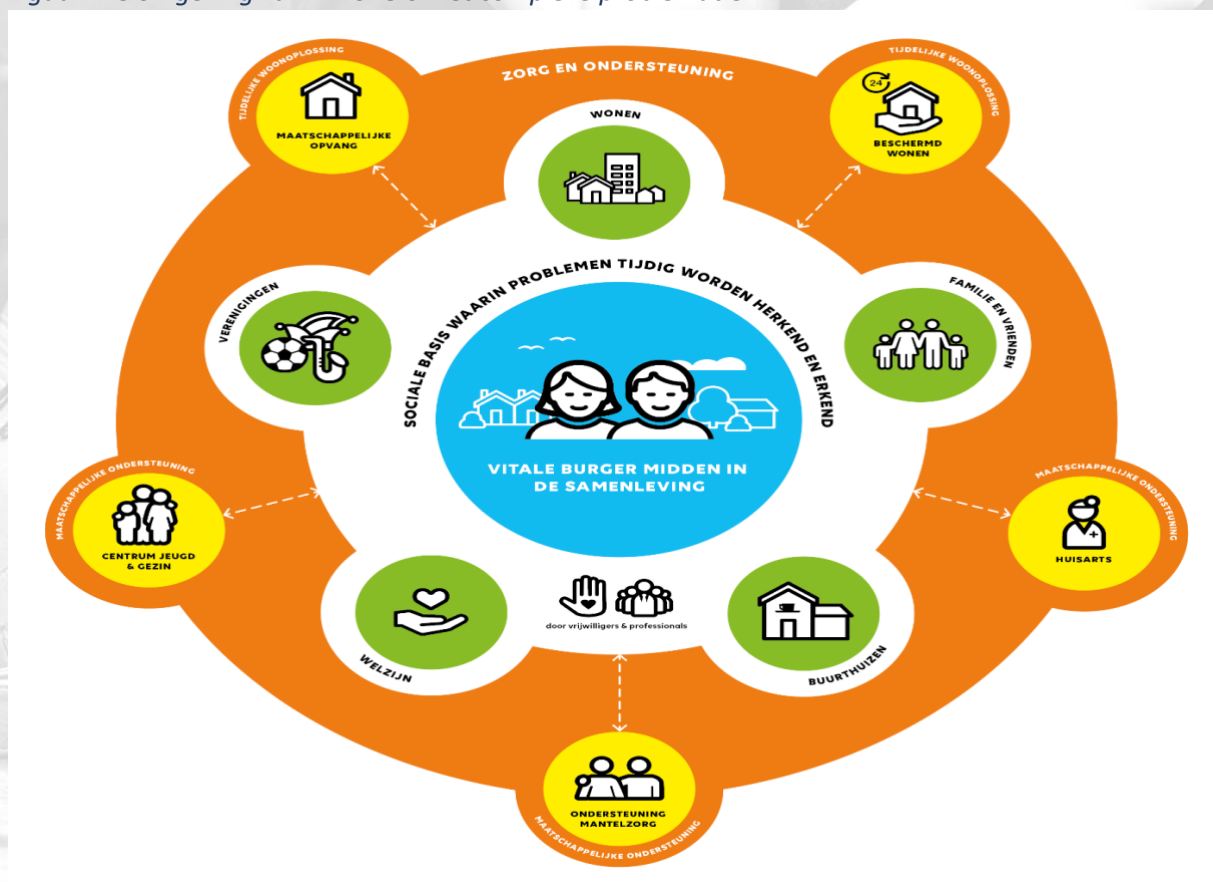 ZORG EN ONDERSTEUNING
TIJDELIJKE WOONOPLOSSING
MAATSCHAPPELIJKE
OPVANG
TIJDELIJKE WOONOPLOSSING
24
BESCHERMD
WONEN
WONEN
VERENIGINGEN
FAMILIE EN VRIENDEN
SOCIALE BASIS WAARIN PROBLEMEN TIJDIG WORDEN HERKEND EN ERKEND
VITALE BURGER MIDDEN IN
DE SAMENLEVING
MAATSCHAPPELIJKE ONDERSTEUNING
CENTRUM JEUGD
& GEZIN
MAATSCHAPPELIJKE ONDERSTEUNING
HUISARTS
WELZIJN
door vrijwilligers & professionals
BUURTHUIZEN
ONDERSTEUNING
MANTELZORG
MAATSCHAPPELIJKE ONDERSTEUNING